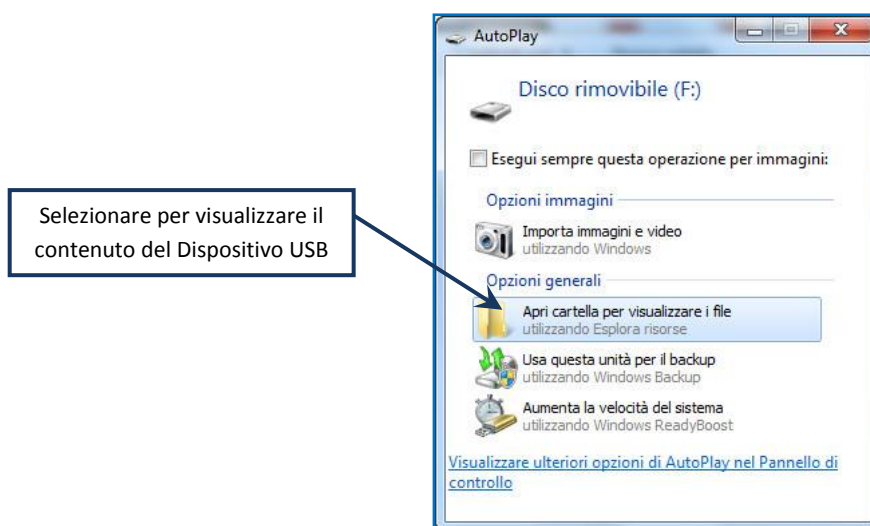 AutoPlay
Disco rimovibile (F:)
Esegui sempre questa operazione per immagini:
Opzioni immagini
Importa immagini e video
utilizzando Windows
Selezionare per visualizzare il
contenuto del Dispositivo USB
Opzioni generali
Apri cartella per visualizzare i file
utilizzando Esplora risorse
Usa questa unità per il backup
utilizzando Windows Backup
Aumenta la velocità del sistema
utilizzando Windows ReadyBoost
Visualizzare ulteriori opzioni di AutoPlay nel Pannello di
controllo